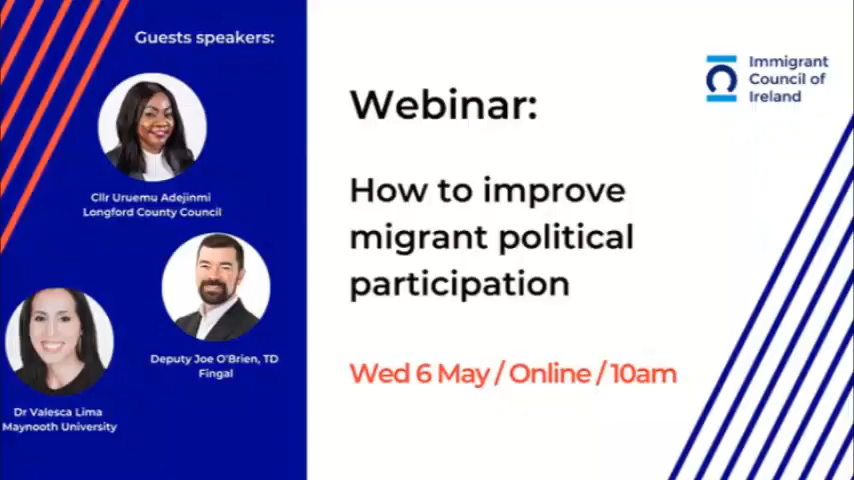 Guests speakers:
Cllr Uruemu Adejinmi
Longford County Council
Deputy Joe O'Brien, TD
Fingal
Dr Valesca Lima
Maynooth University
Webinar:
How to improve
migrant political
participation
Wed 6 May / Online / 10am
Immigrant
Council of
Ireland